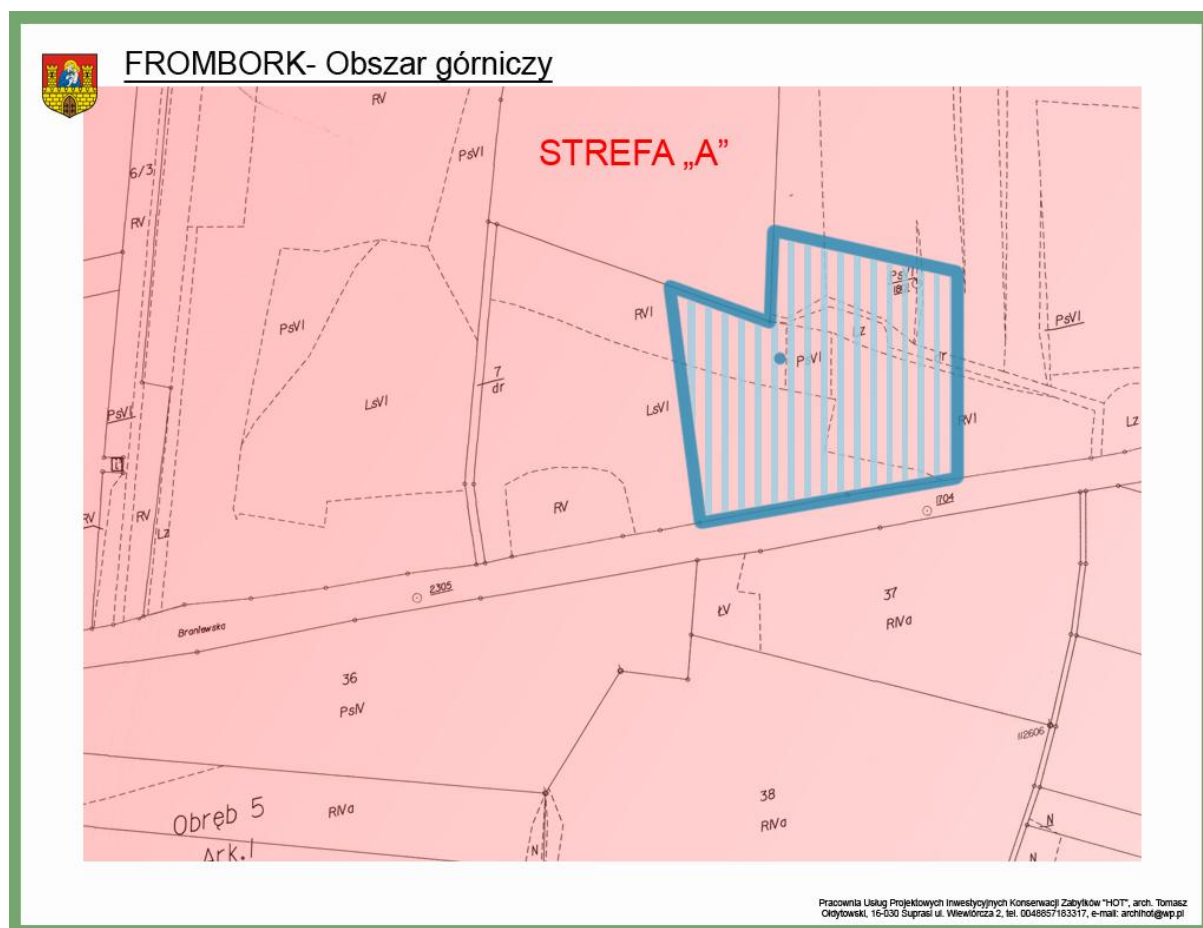 FROMBORK- Obszar górniczy
RV
PsVI
STREFA „A”
6/3
RV
PsVI
RVI
PsVI
LsVI
7
dr
LsVI
PsVI
Lz
dr
PsVI
RVI
Lz
PsVI
RV
RV
Lz
RV
1704
2305
Braniewska
ŁV
37
RIVa
36
PsIV
112606
38
RIVa
Obręb 5
RIVa
Ark.1
N
N
N
Pracownia Usług Projektowych Inwestycyjnych Konserwacji Zabytków "HOT", arch. Tomasz
Ołdytowski, 16-030 Supraśl ul. Wiewiórcza 2, tel. 0048857183317, e-mail: archihot@wp.pl